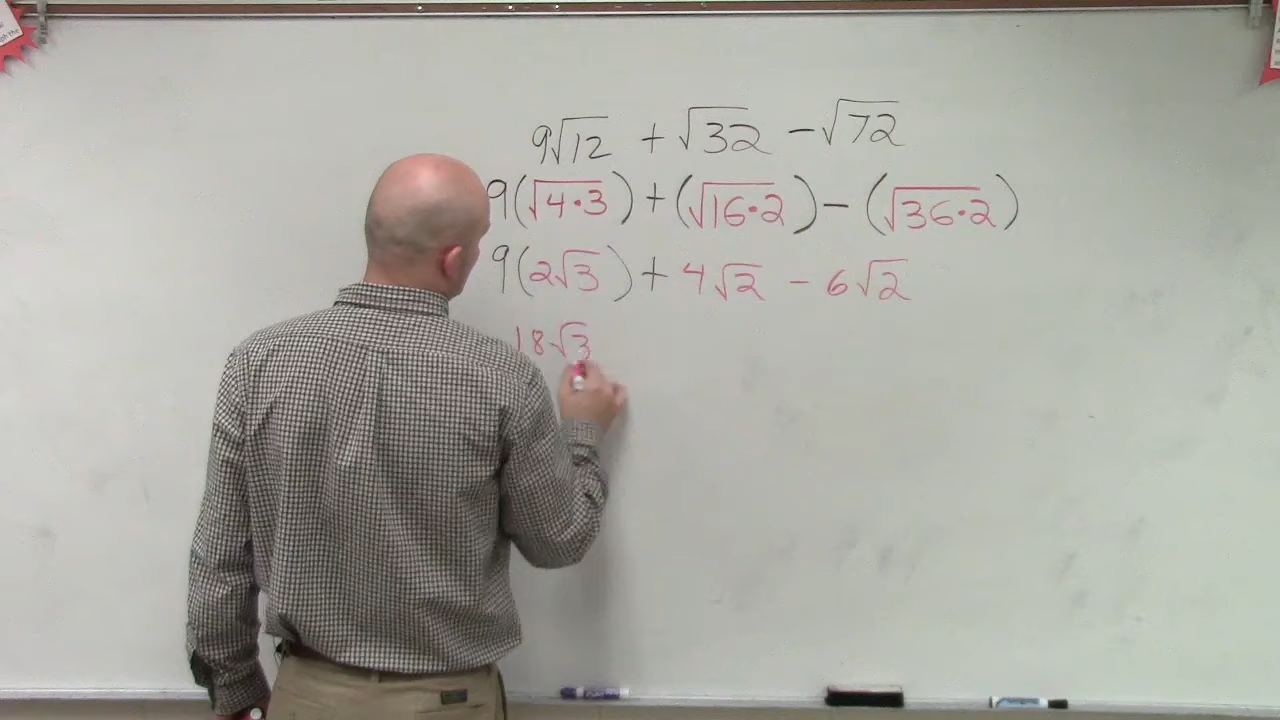 9√12 + √32 - √72
9(√4·3) + (√16·2) - (√36·2)
9(2√3) + 4√2 - 6√2
18√3